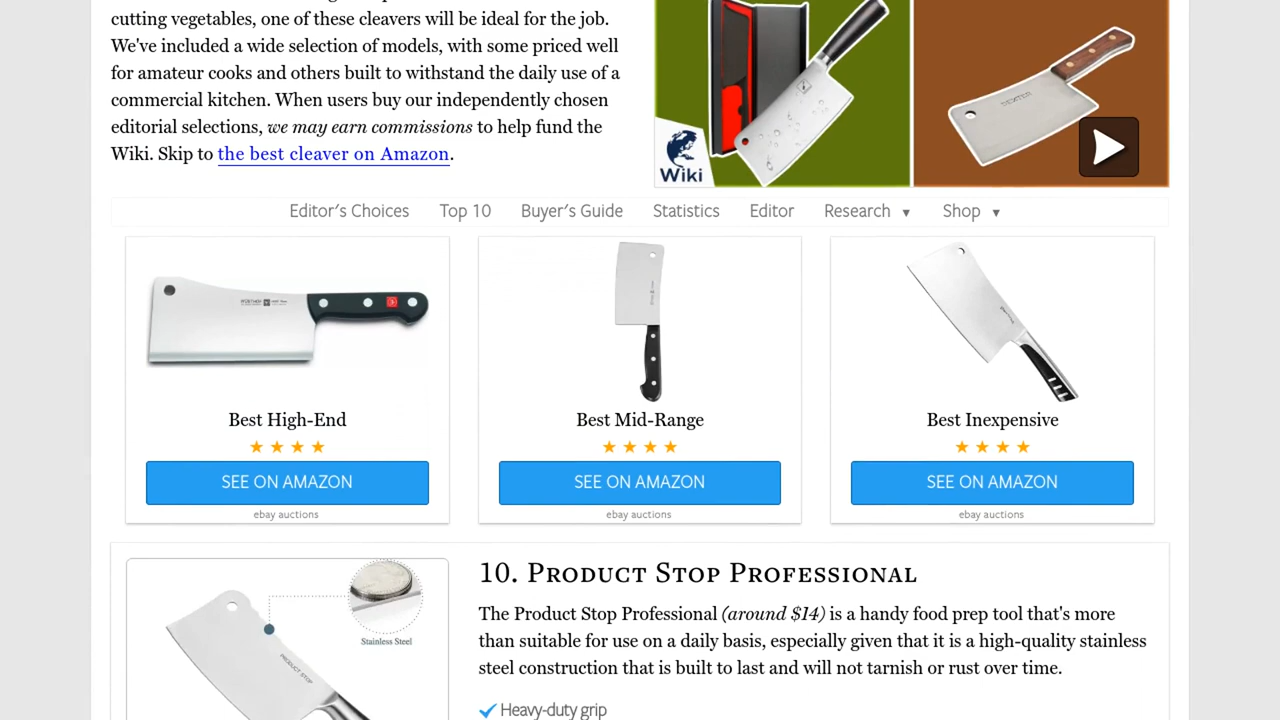 cutting vegetables, one of these cleavers will be ideal for the job.
We've included a wide selection of models, with some priced well
for amateur cooks and others built to withstand the daily use of a
commercial kitchen. When users buy our independently chosen
editorial selections, we may earn commissions to help fund the
Wiki. Skip to the best cleaver on Amazon.
Wiki
DEXTER
Editor's Choices Top 10 Buyer's Guide Statistics Editor Research ▼ Shop ▼
Best High-End
★ ★ ★ ★
SEE ON AMAZON
ebay auctions
Best Mid-Range
★ ★ ★ ★
SEE ON AMAZON
ebay auctions
Best Inexpensive
★ ★ ★ ★
SEE ON AMAZON
ebay auctions
Stainless Steel
PRODUCT STOP
10. Product Stop Professional
The Product Stop Professional (around $14) is a handy food prep tool that's more
than suitable for use on a daily basis, especially given that it is a high-quality stainless
steel construction that is built to last and will not tarnish or rust over time.
Heavy-duty grip